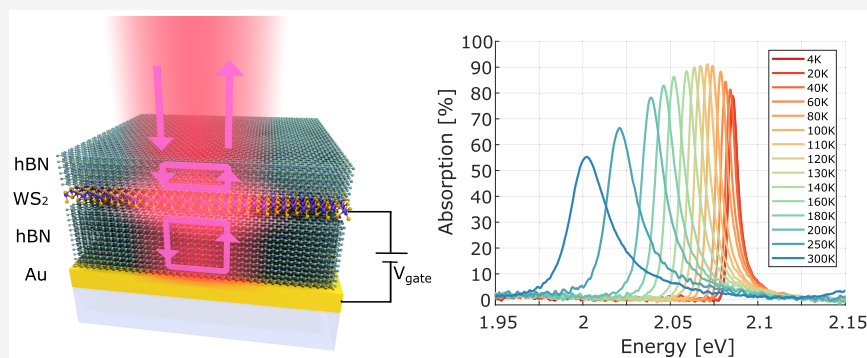 hBN
WS₂
hBN
Au
Vgate
Absorption [%]
100
90
80
70
60
50
40
30
20
10
0
1.95
2
2.05
2.1
2.15
Energy [eV]
4K
20K
40K
60K
80K
100K
110K
120K
130K
140K
160K
180K
200K
250K
300K